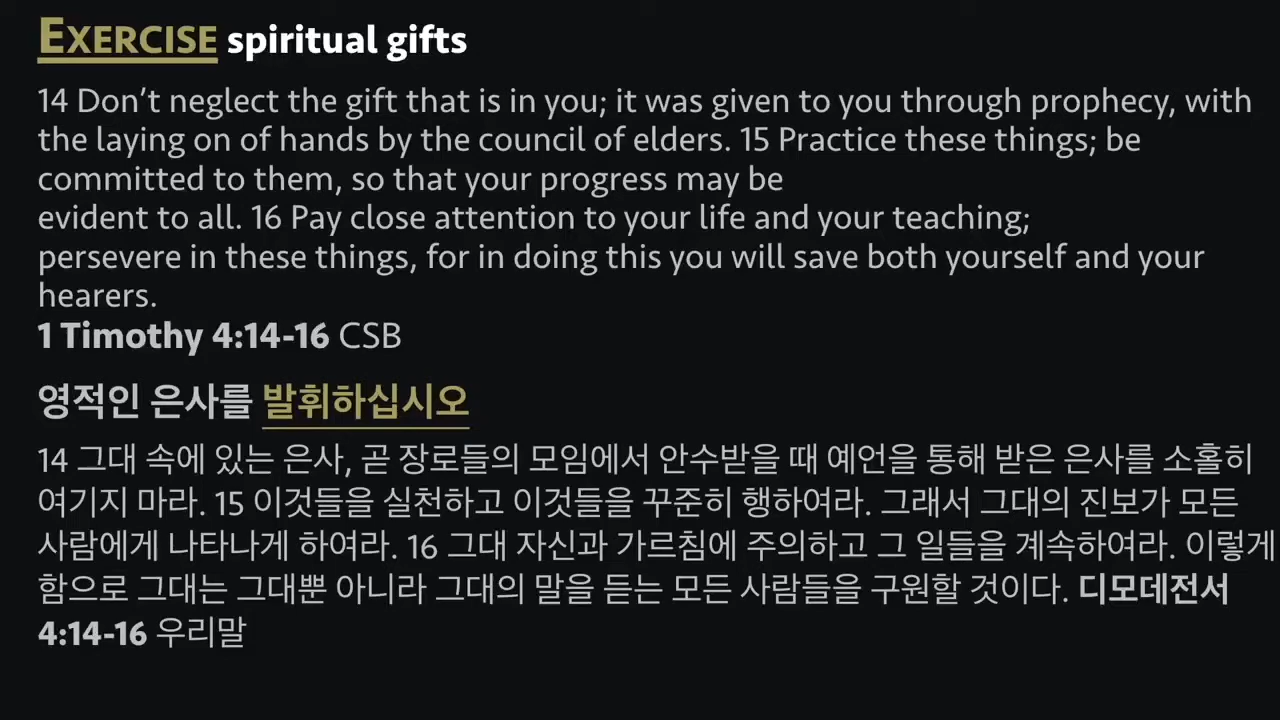 EXERCISE spiritual gifts
14 Don’t neglect the gift that is in you; it was given to you through prophecy, with
the laying on of hands by the council of elders. 15 Practice these things; be
committed to them, so that your progress may be
evident to all. 16 Pay close attention to your life and your teaching;
persevere in these things, for in doing this you will save both yourself and your
hearers.
1 Timothy 4:14-16 CSB
영적인 은사를 발휘하십시오
14 그대 속에 있는 은사, 곧 장로들의 모임에서 안수받을 때 예언을 통해 받은 은사를 소홀히
여기지 마라. 15 이것들을 실천하고 이것들을 꾸준히 행하여라. 그래서 그대의 진보가 모든
사람에게 나타나게 하여라. 16 그대 자신과 가르침에 주의하고 그 일들을 계속하여라. 이렇게
함으로 그대는 그대뿐 아니라 그대의 말을 듣는 모든 사람들을 구원할 것이다. 디모데전서
4:14-16 우리말